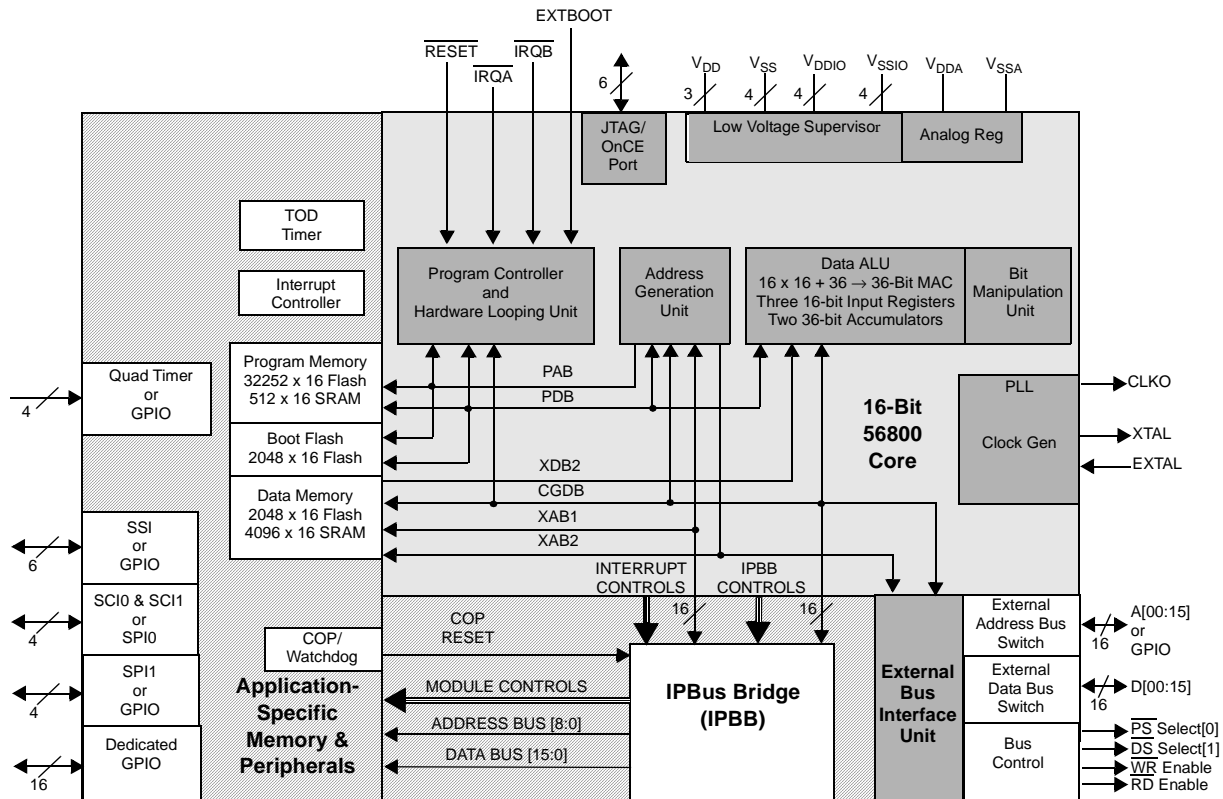 EXTBOOT
RESET
IRQB
IRQA
6
VDD
VSS
VDDIO
VSSIO
VDDA
VSSA
3
4
4
4
JTAG/
OnCE
Port
Low Voltage Supervisor
Analog Reg
TOD
Timer
Interrupt
Controller
Program Controller
and
Hardware Looping Unit
Address
Generation
Unit
Data ALU
16 x 16 + 36 → 36-Bit MAC
Three 16-bit Input Registers
Two 36-bit Accumulators
Bit
Manipulation
Unit
Quad Timer
or
GPIO
4
Program Memory
32252 x 16 Flash
512 x 16 SRAM
Boot Flash
2048 x 16 Flash
Data Memory
2048 x 16 Flash
4096 x 16 SRAM
PAB
PDB
XDB2
CGDB
XAB1
XAB2
16-Bit
56800
Core
PLL
Clock Gen
CLKO
XTAL
EXTAL
SSI
or
GPIO
6
SCI0 & SCI1
or
SPI0
4
SPI1
or
GPIO
4
Dedicated
GPIO
16
INTERRUPT
CONTROLS
IPBB
CONTROLS
16
16
COP/
Watchdog
COP
RESET
Application-
Specific
Memory &
Peripherals
MODULE CONTROLS
ADDRESS BUS [8:0]
DATA BUS [15:0]
IPBus Bridge
(IPBB)
External
Bus
Interface
Unit
External
Address Bus
Switch
External
Data Bus
Switch
Bus
Control
A[00:15]
or
GPIO
16
D[00:15]
16
PS Select[0]
DS Select[1]
WR Enable
RD Enable